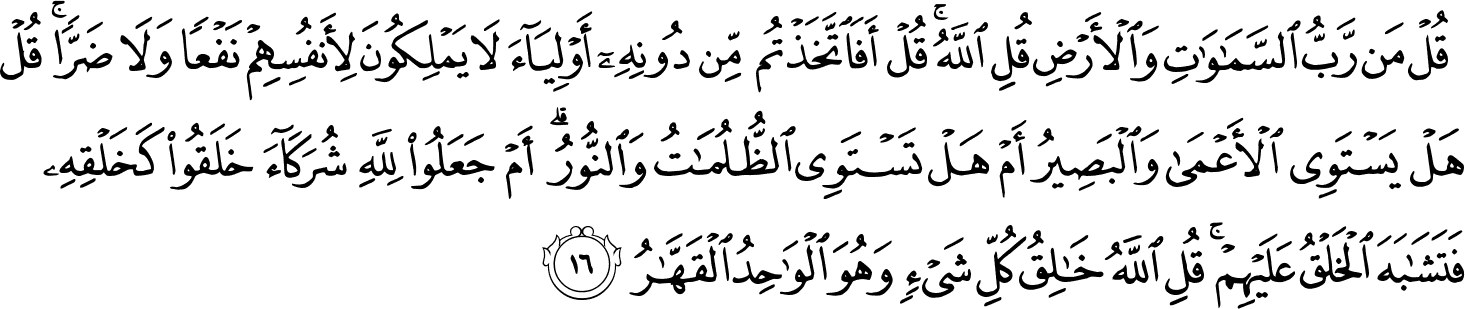 قُلْ مَن رَّبُّ ٱلسَّمَـٰوَٰتِ وَٱلْأَرْضِ قُلِ ٱللَّهُ ۚ قُلْ أَفَٱتَّخَذْتُم مِّن دُونِهِۦٓ أَوْلِيَآءَ لَا يَمْلِكُونَ لِأَنفُسِهِمْ نَفْعًا وَلَا ضَرًّا ۚ قُلْ
هَلْ يَسْتَوِى ٱلْأَعْمَىٰ وَٱلْبَصِيرُ أَمْ هَلْ تَسْتَوِى ٱلظُّلُمَـٰتُ وَٱلنُّورُ ۗ أَمْ جَعَلُوا۟ لِلَّهِ شُرَكَآءَ خَلَقُوا۟ كَخَلْقِهِۦ
فَتَشَـٰبَهَ ٱلْخَلْقُ عَلَيْهِمْ ۚ قُلِ ٱللَّهُ خَـٰلِقُ كُلِّ شَىْءٍ وَهُوَ ٱلْوَٰحِدُ ٱلْقَهَّـٰرُ ١٦